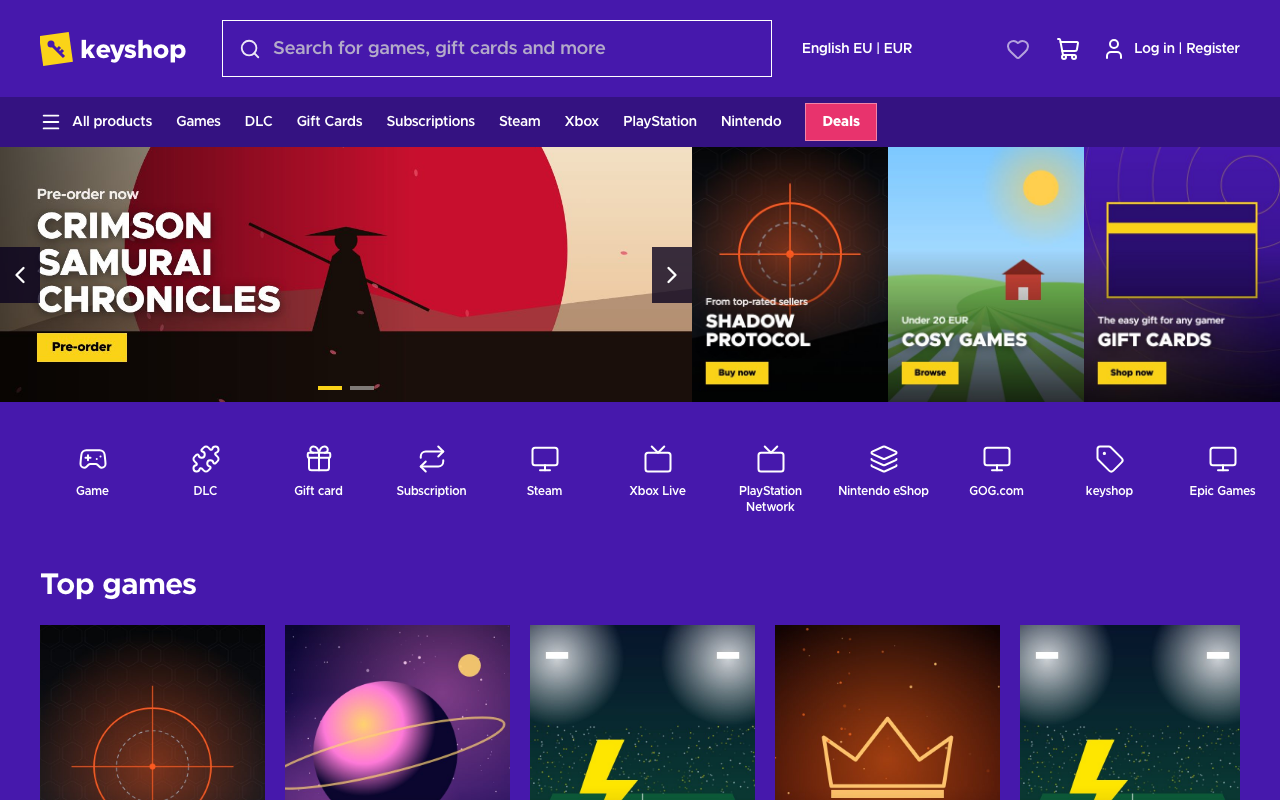 keyshop
Search for games, gift cards and more
English EU | EUR
Log in | Register
All products
Games
DLC
Gift Cards
Subscriptions
Steam
Xbox
PlayStation
Nintendo
Deals
Pre-order now
CRIMSON
SAMURAI
CHRONICLES
Pre-order
From top-rated sellers
SHADOW
PROTOCOL
Buy now
Under 20 EUR
COSY GAMES
Browse
The easy gift for any gamer
GIFT CARDS
Shop now
Game
DLC
Gift card
Subscription
Steam
Xbox Live
PlayStation
Network
Nintendo eShop
GOG.com
keyshop
Epic Games
Top games